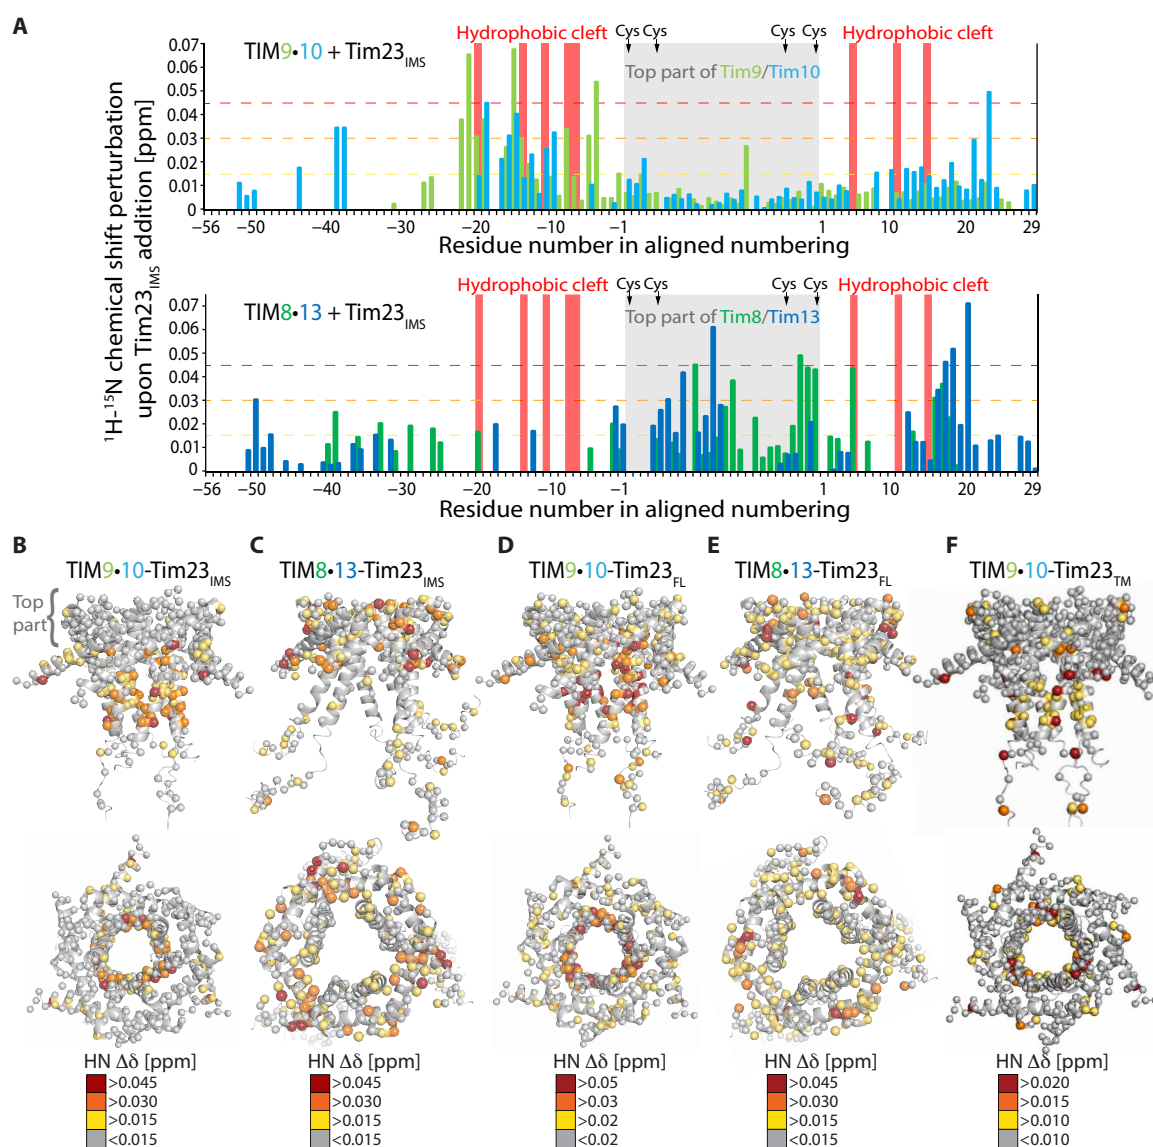 A
¹H-¹⁵N chemical shift perturbation
upon Tim23IMS addition [ppm]
TIM9•10 + Tim23IMS
Hydrophobic cleft
Cys Cys Cys Cys
Hydrophobic cleft
Top part of Tim9/Tim10
0.07
0.06
0.05
0.04
0.03
0.02
0.01
0
−56 −50 −40 −30 −20 −10 −1 1 10 20 29
Residue number in aligned numbering
TIM8•13 + Tim23IMS
Hydrophobic cleft
Cys Cys Cys Cys
Hydrophobic cleft
Top part of Tim8/Tim13
0.07
0.06
0.05
0.04
0.03
0.02
0.01
0
−56 −50 −40 −30 −20 −10 −1 1 10 20 29
Residue number in aligned numbering
B
TIM9•10-Tim23IMS
Top
part
HN Δδ [ppm]
>0.045
>0.030
>0.015
<0.015
C
TIM8•13-Tim23IMS
HN Δδ [ppm]
>0.045
>0.030
>0.015
<0.015
D
TIM9•10-Tim23FL
HN Δδ [ppm]
>0.05
>0.03
>0.02
<0.02
E
TIM8•13-Tim23FL
HN Δδ [ppm]
>0.045
>0.030
>0.015
<0.015
F
TIM9•10-Tim23TM
HN Δδ [ppm]
>0.020
>0.015
>0.010
<0.010